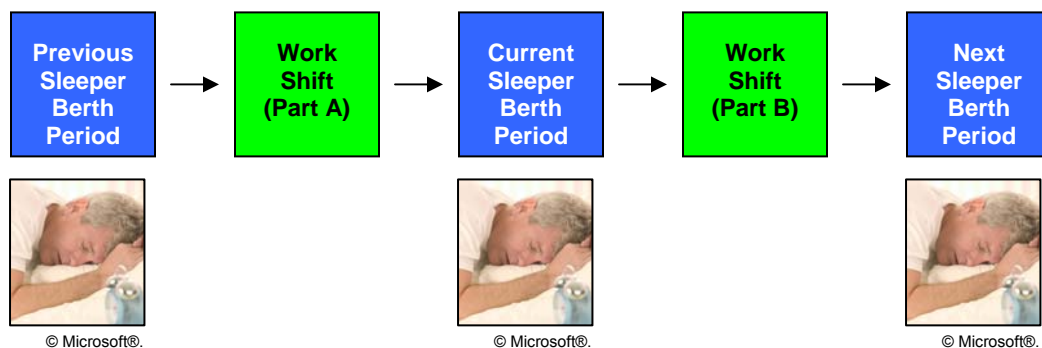 Previous
Sleeper
Berth
Period
Work
Shift
(Part A)
Current
Sleeper
Berth
Period
Work
Shift
(Part B)
Next
Sleeper
Berth
Period
© Microsoft®.
© Microsoft®.
© Microsoft®.